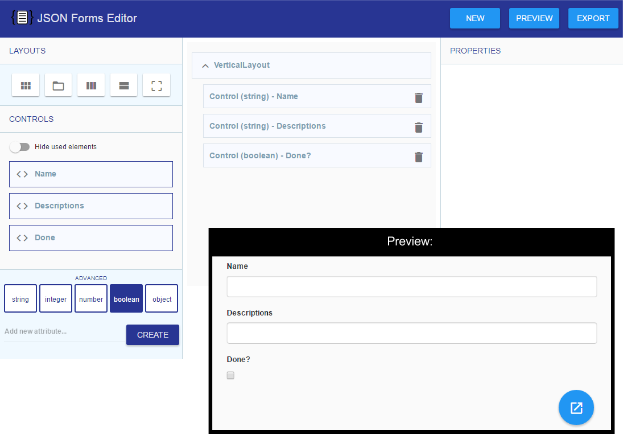 JSON Forms Editor
NEW
PREVIEW
EXPORT
LAYOUTS
CONTROLS
Hide used elements
Name
Descriptions
Done
ADVANCED
string
integer
number
boolean
object
Add new attribute...
CREATE
VerticalLayout
Control (string) - Name
Control (string) - Descriptions
Control (boolean) - Done?
PROPERTIES
Preview:
Name
Descriptions
Done?